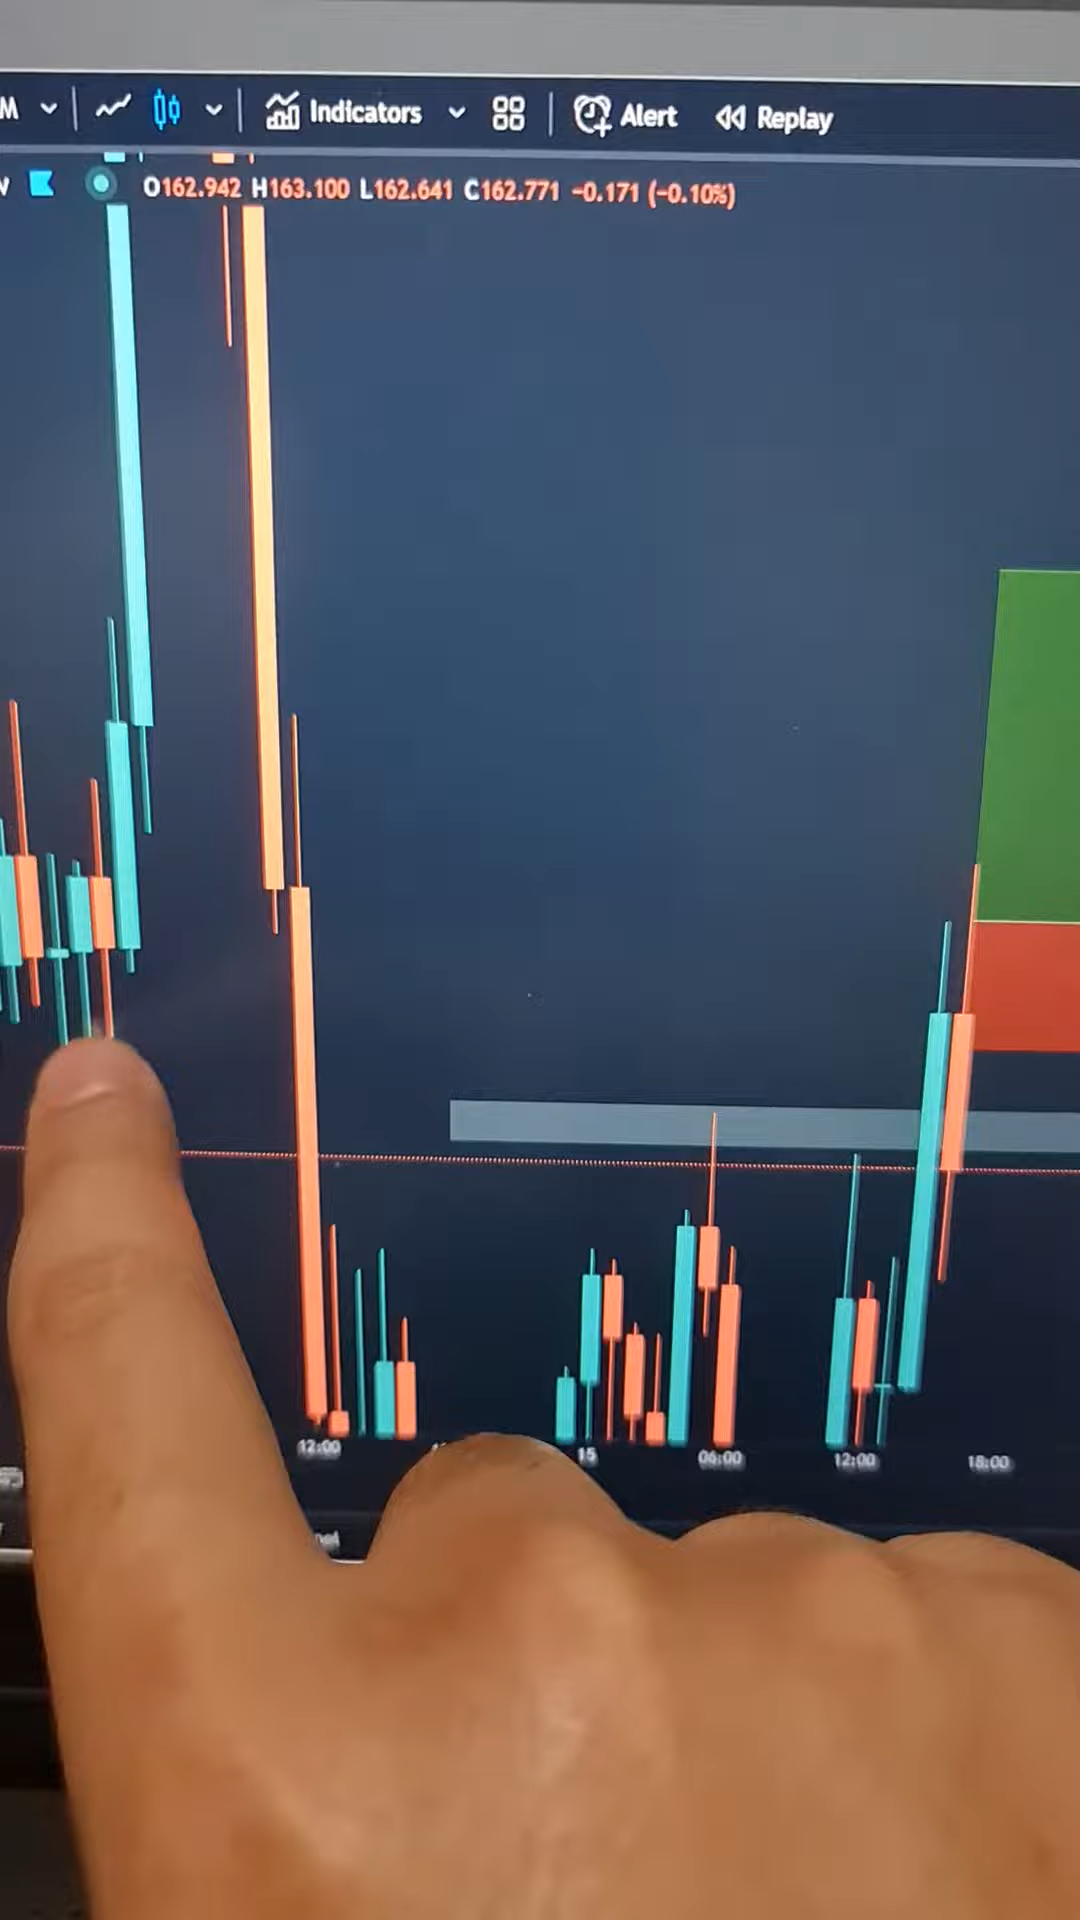 M Indicators Alert Replay
O162.942 H163.100 L162.641 C162.771 −0.171 (−0.10%)
12:00 15 06:00 12:00 18:00